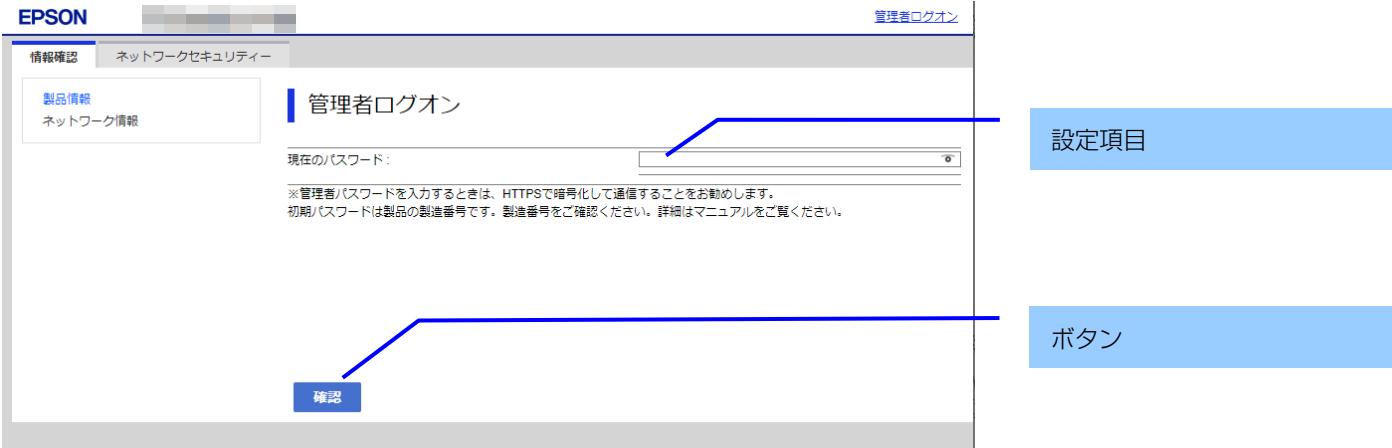 EPSON
管理者ログオン
情報確認
ネットワークセキュリティー
製品情報
ネットワーク情報
管理者ログオン
現在のパスワード :
※管理者パスワードを入力するときは、HTTPSで暗号化して通信することをお勧めします。
初期パスワードは製品の製造番号です。製造番号をご確認ください。詳細はマニュアルをご覧ください。
確認
設定項目
ボタン